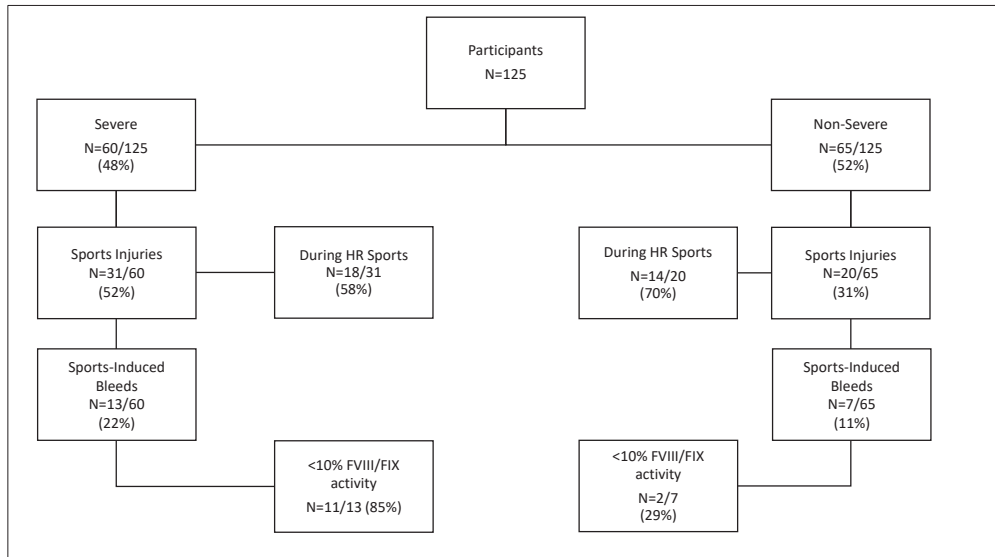 Participants
N=125
Severe
N=60/125
(48%)
Non-Severe
N=65/125
(52%)
Sports Injuries
N=31/60
(52%)
During HR Sports
N=18/31
(58%)
During HR Sports
N=14/20
(70%)
Sports Injuries
N=20/65
(31%)
Sports-Induced
Bleeds
N=13/60
(22%)
Sports-Induced
Bleeds
N=7/65
(11%)
<10% FVIII/FIX
activity
N=11/13 (85%)
<10% FVIII/FIX
activity
N=2/7
(29%)